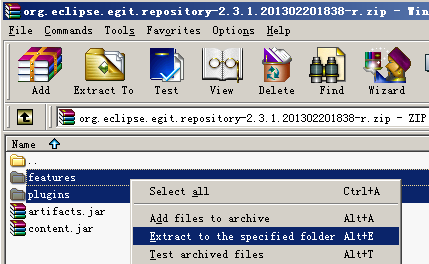 org.eclipse.egit.repository-2.3.1.201302201838-r.zip - Win
File Commands Tools Favorites Options Help
Add Extract To Test View Delete Find Wizard
org.eclipse.egit.repository-2.3.1.201302201838-r.zip - ZIP
Name
..
features
plugins
Select all Ctrl+A
artifacts.jar
Add files to archive Alt+A
content.jar
Extract to the specified folder Alt+E
Test archived files Alt+T